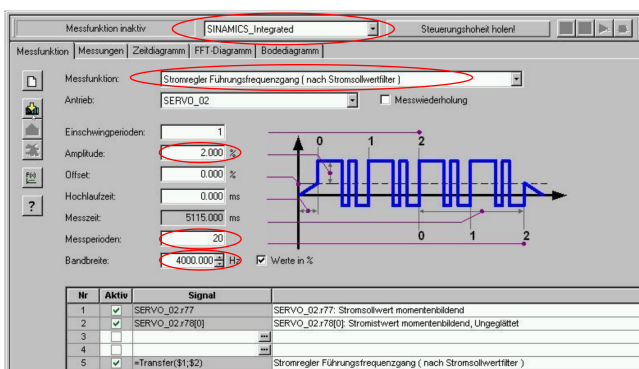 Messfunktion inaktiv SINAMICS_Integrated Steuerungshoheit holen!
Messfunktion Messungen Zeitdiagramm FFT-Diagramm Bodediagramm
Messfunktion: Stromregler Führungsfrequenzgang ( nach Stromsollwertfilter )
Antrieb: SERVO_02 Messwiederholung
Einschwingperioden: 1
0 1 2
Amplitude: 2.000 %
Offset: 0.000 %
Hochlaufzeit: 0.000 ms
Messzeit: 5115.000 ms
Messperioden: 20
0 1 2
Bandbreite: 4000.000 Hz Werte in %
Nr Aktiv Signal
1 SERVO_02.r77 SERVO_02.r77: Stromsollwert momentenbildend
2 SERVO_02.r78[0] SERVO_02.r78[0]: Stromistwert momentenbildend, Ungeglättet
3 ...
4 ...
5 =Transfer($1;$2) Stromregler Führungsfrequenzgang ( nach Stromsollwertfilter )
?